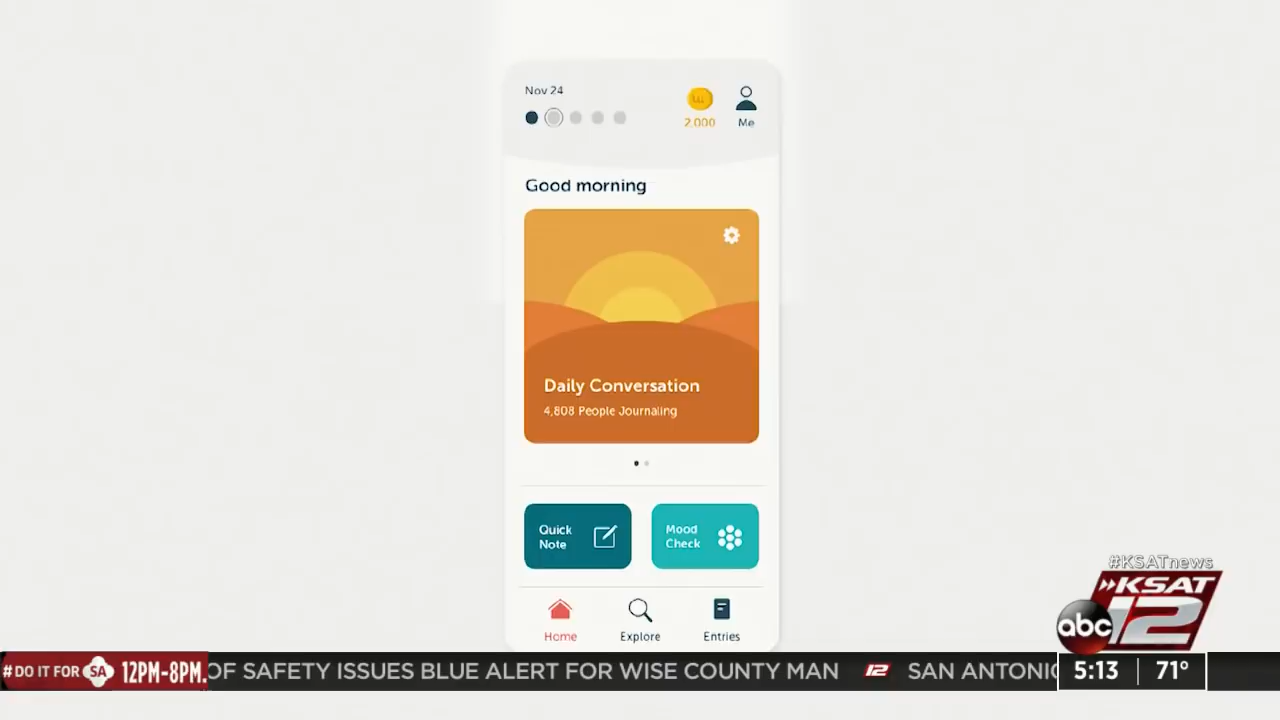 Nov 24
2,000
Me
Good morning
Daily Conversation
4,808 People Journaling
Quick
Note
Mood
Check
Home
Explore
Entries
#KSATnews
KSAT
abc
12
#DO IT FOR SA 12PM-8PM.
OF SAFETY ISSUES BLUE ALERT FOR WISE COUNTY MAN 12 SAN ANTONIO
5:13 71°